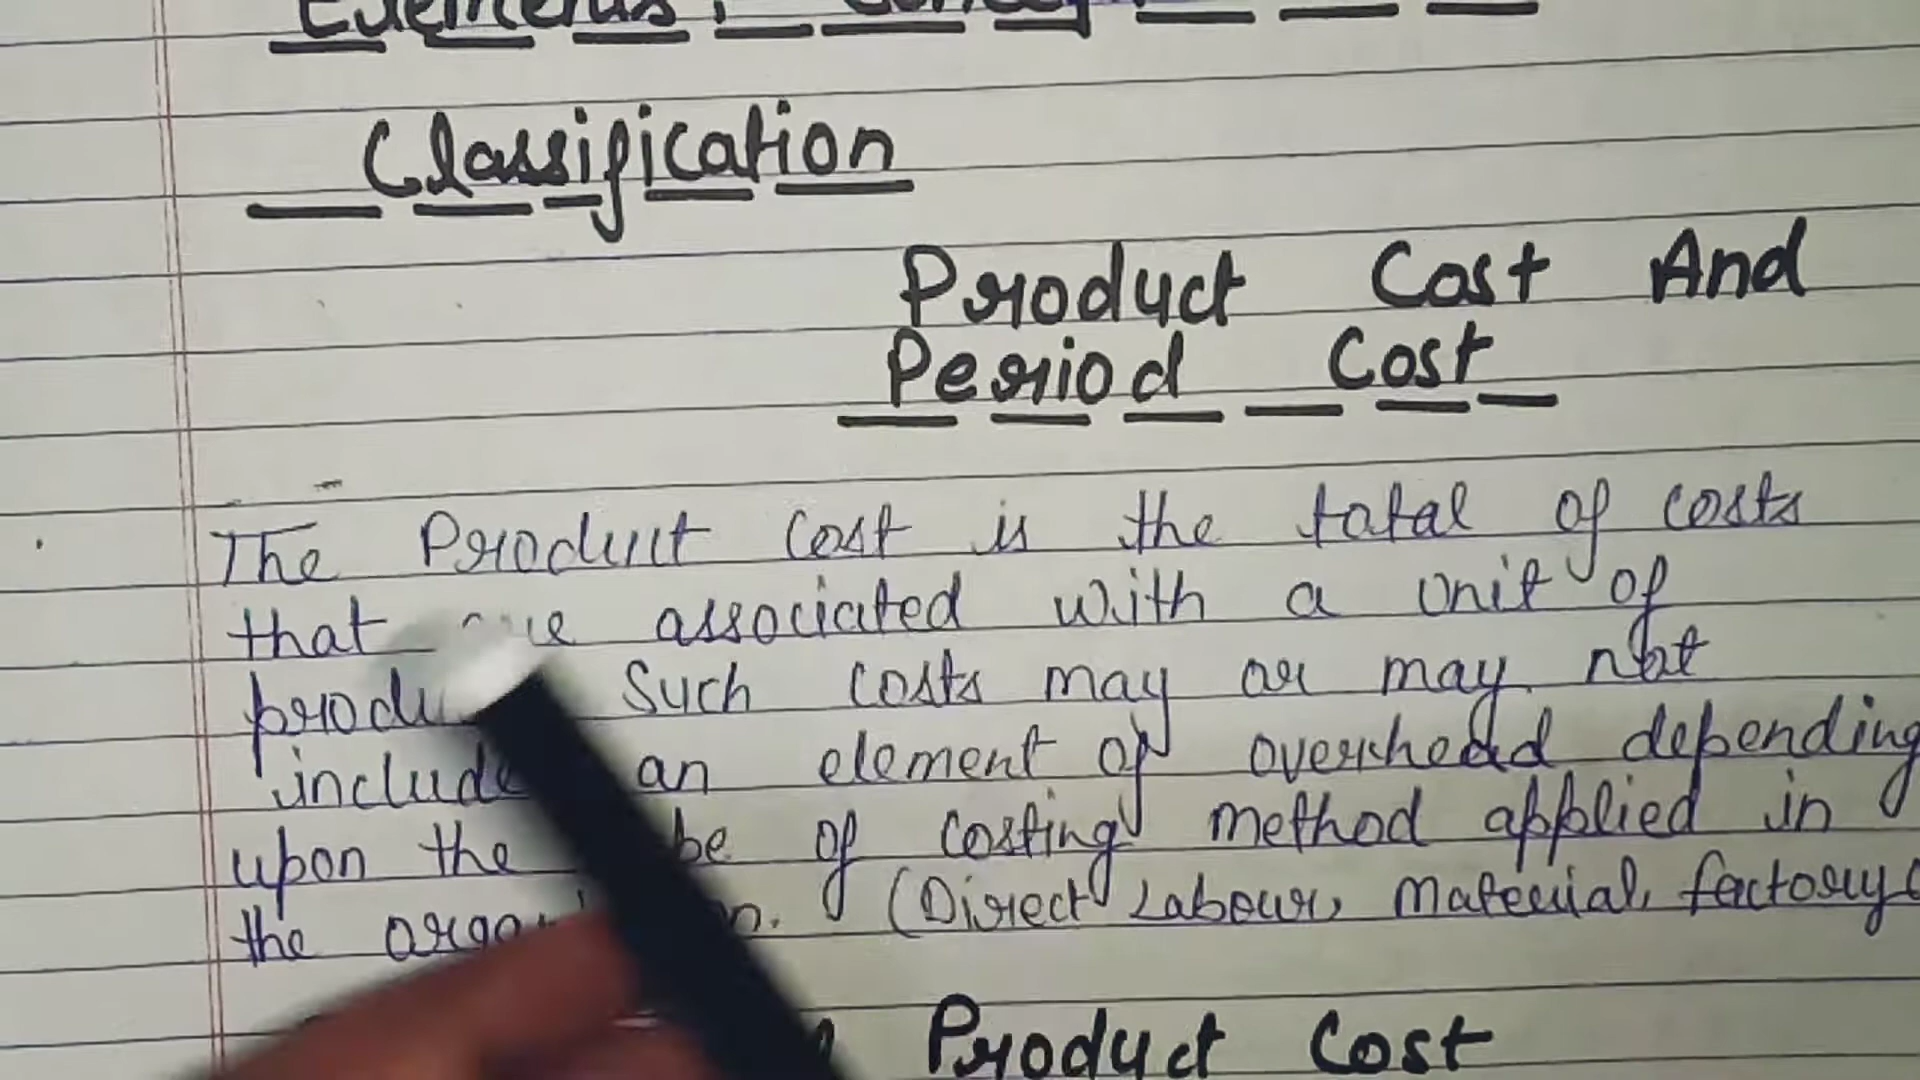 Classification
Product Cost And
Period Cost
The Product Cost is the total of costs
that are associated with a unit of
Such costs may or may not
include an element of overhead depending
upon the of costing method applied in
the (Direct Labour, Material, factory
Product Cost